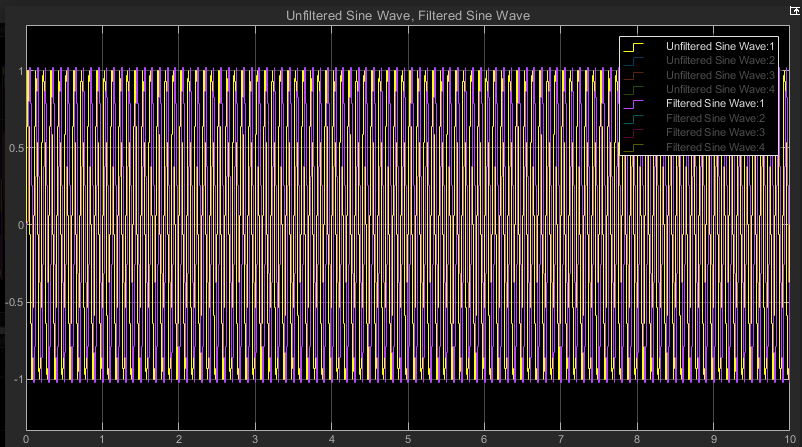 Unfiltered Sine Wave, Filtered Sine Wave
Unfiltered Sine Wave:1
Unfiltered Sine Wave:2
Unfiltered Sine Wave:3
Unfiltered Sine Wave:4
Filtered Sine Wave:1
Filtered Sine Wave:2
Filtered Sine Wave:3
Filtered Sine Wave:4
1
0.5
0
-0.5
-1
0 1 2 3 4 5 6 7 8 9 10